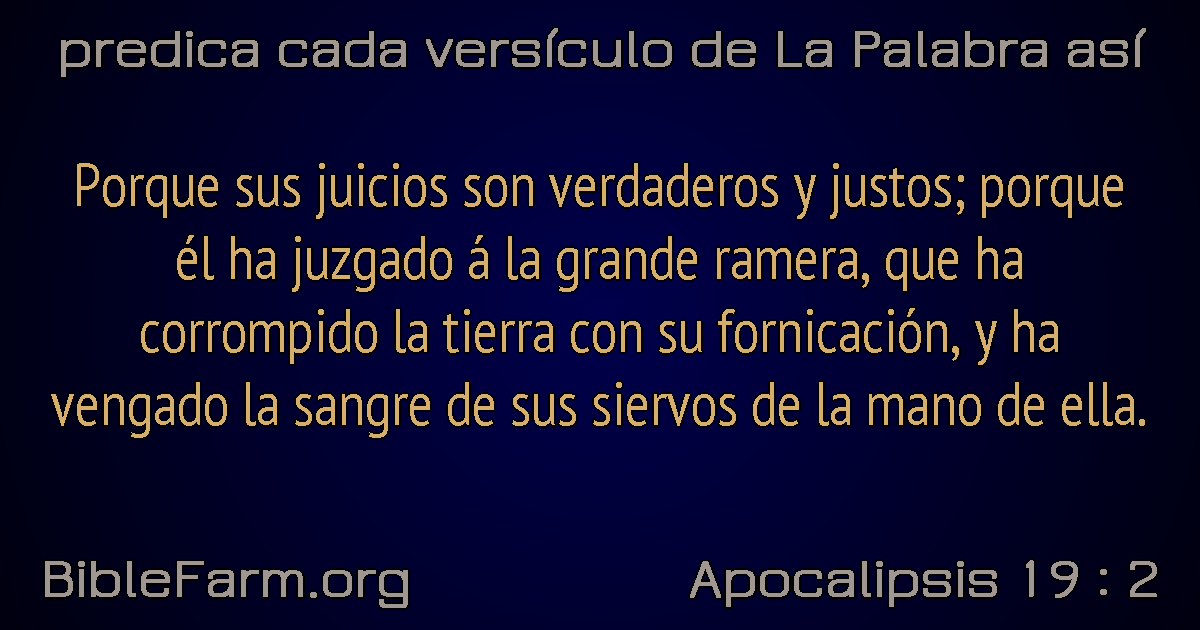 predica cada versículo de La Palabra así
Porque sus juicios son verdaderos y justos; porque
él ha juzgado á la grande ramera, que ha
corrompido la tierra con su fornicación, y ha
vengado la sangre de sus siervos de la mano de ella.
BibleFarm.org
Apocalipsis 19 : 2